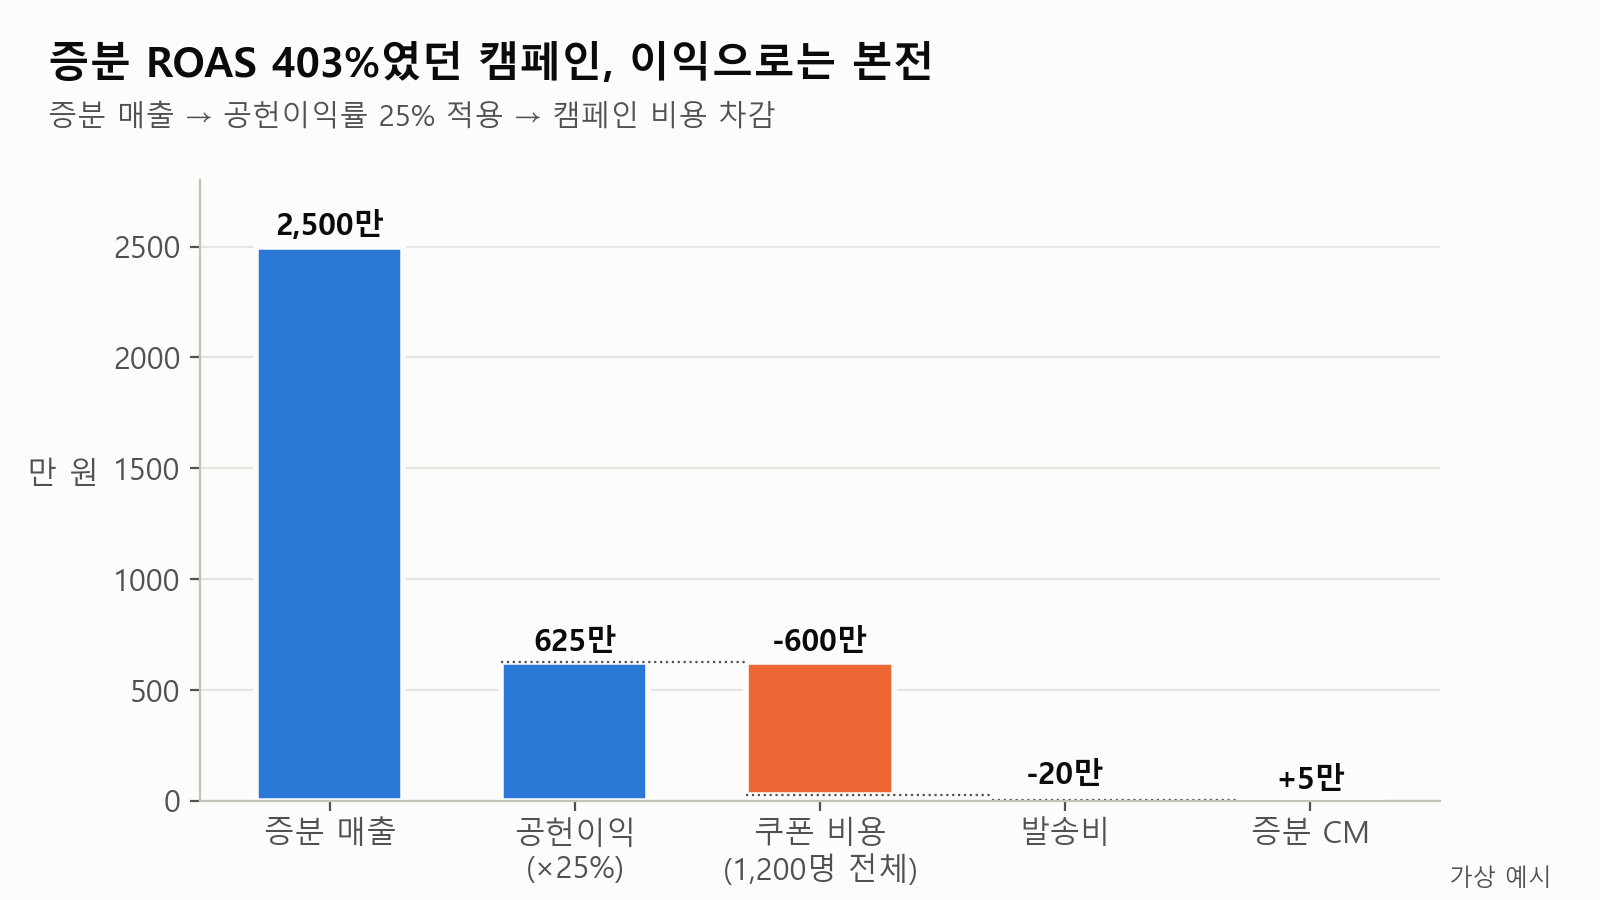 증분 ROAS 403%였던 캠페인, 이익으로는 본전
증분 매출 → 공헌이익률 25% 적용 → 캠페인 비용 차감
만 원
2500
2000
1500
1000
500
0
2,500만
625만
-600만
-20만
+5만
증분 매출
공헌이익
(×25%)
쿠폰 비용
(1,200명 전체)
발송비
증분 CM
가상 예시